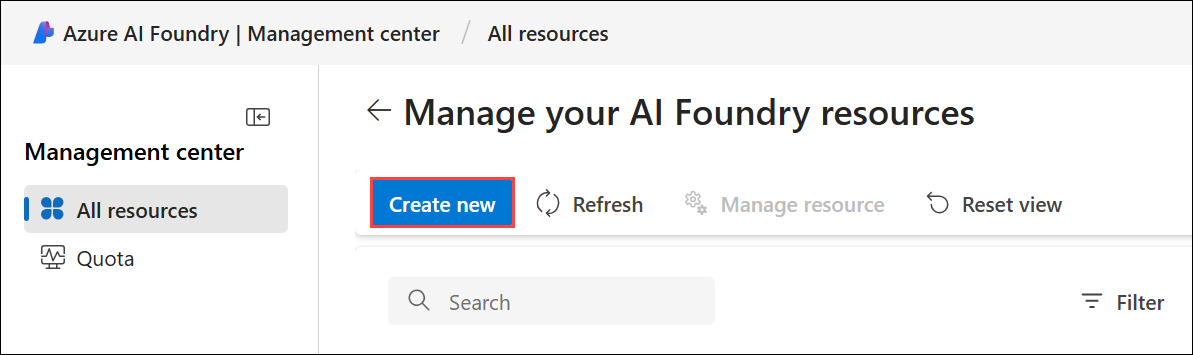 Azure AI Foundry | Management center / All resources
Management center
All resources
Quota
Manage your AI Foundry resources
Create new Refresh Manage resource Reset view
Search Filter